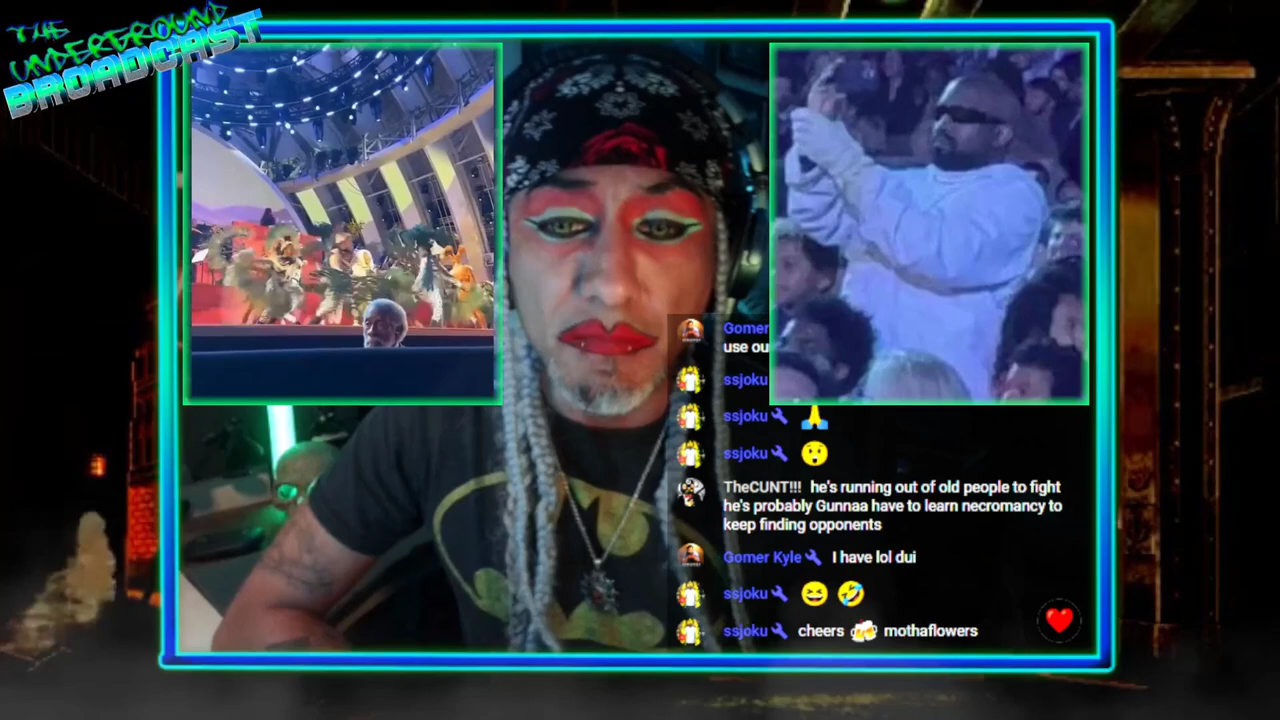 THE
UNDERGROUND
BROADCAST
Gomer
use ou
ssjoku
ssjoku 🙏
ssjoku 😲
TheCUNT!!! he's running out of old people to fight
he's probably Gunnaa have to learn necromancy to
keep finding opponents
Gomer Kyle I have lol dui
ssjoku 😆 🤣
ssjoku cheers 🍻 mothaflowers